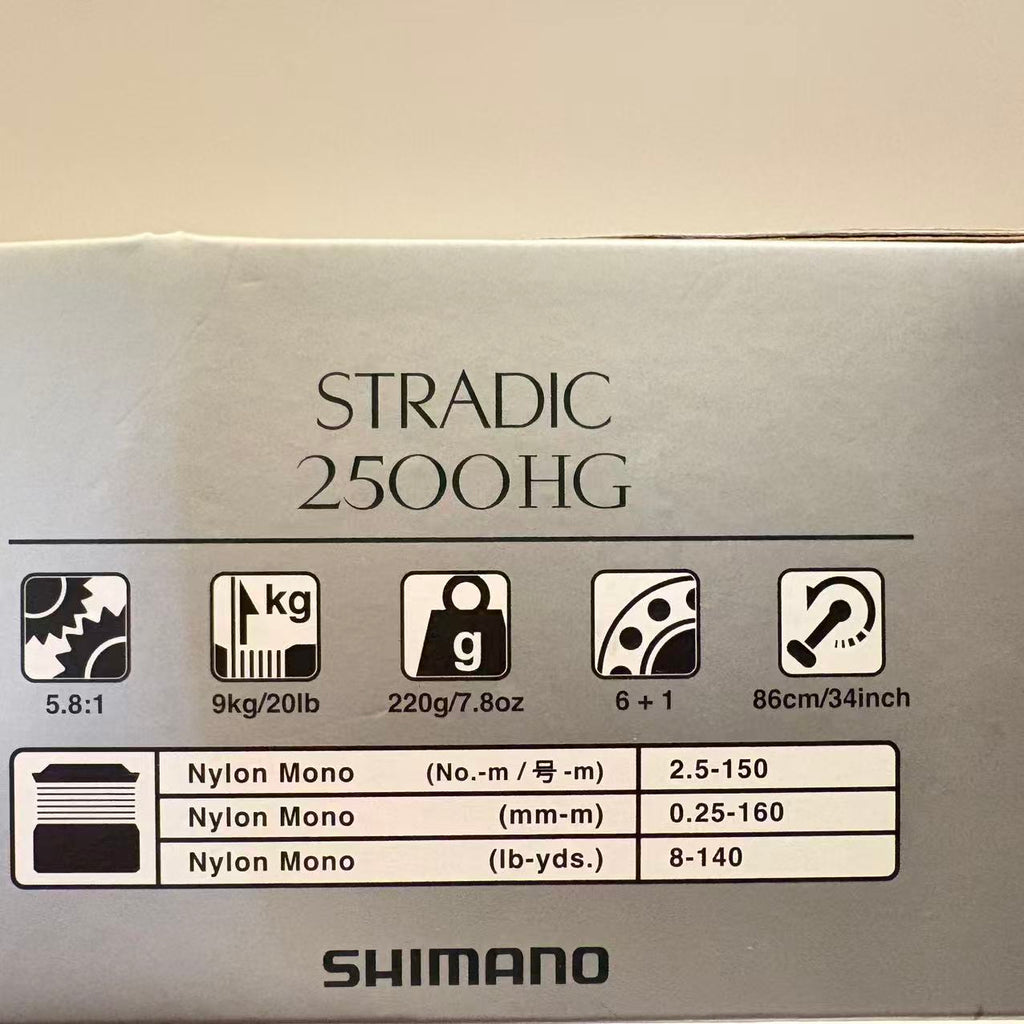 STRADIC
2500HG
kg
g
5.8:1 9kg/20lb 220g/7.8oz 6 + 1 86cm/34inch
Nylon Mono (No.-m / 号 -m) 2.5-150
Nylon Mono (mm-m) 0.25-160
Nylon Mono (lb-yds.) 8-140
SHIMANO